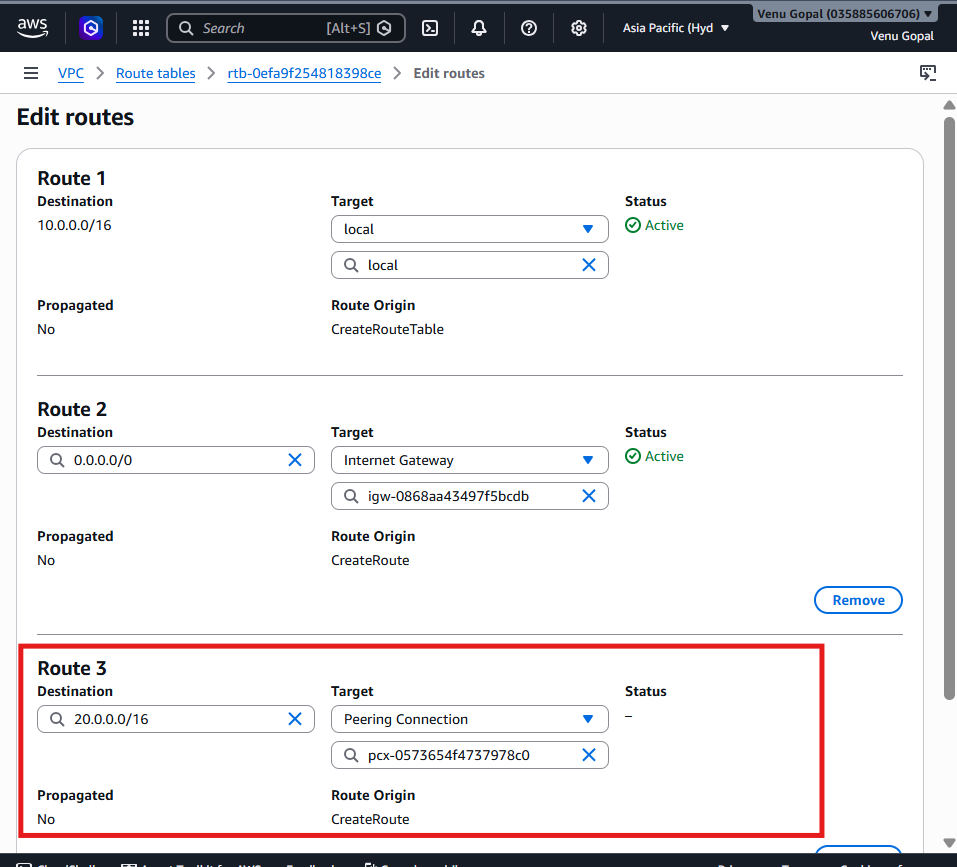 aws
Search [Alt+S]
Asia Pacific (Hyd
Venu Gopal (035885606706)
Venu Gopal
VPC Route tables rtb-0efa9f254818398ce Edit routes
Edit routes
Route 1
Destination Target Status
10.0.0.0/16 local Active
local
Propagated Route Origin
No CreateRouteTable
Route 2
Destination Target Status
0.0.0.0/0 Internet Gateway Active
igw-0868aa43497f5bcdb
Propagated Route Origin
No CreateRoute
Remove
Route 3
Destination Target Status
20.0.0.0/16 Peering Connection –
pcx-0573654f4737978c0
Propagated Route Origin
No CreateRoute